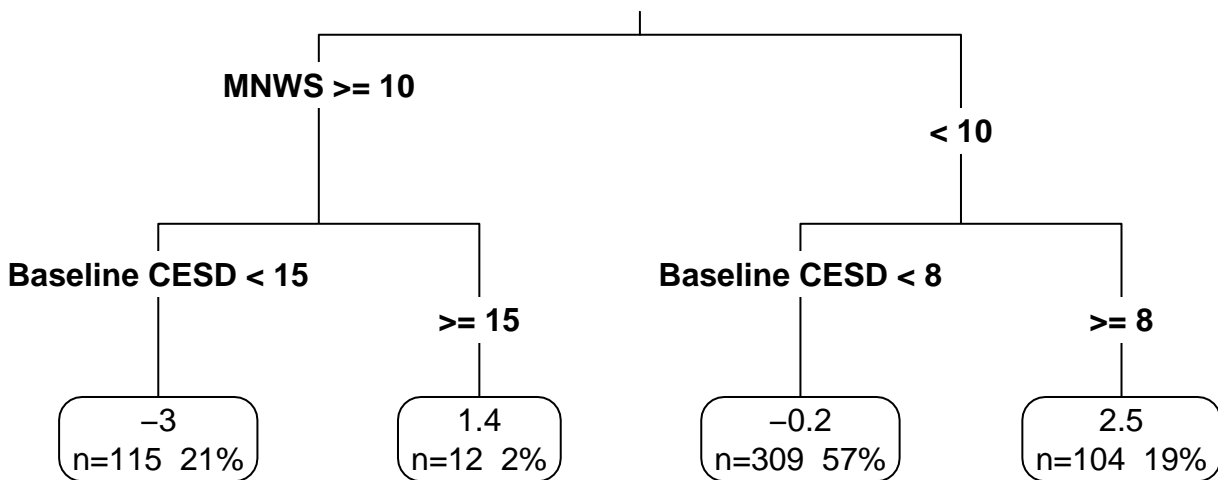 MNWS >= 10
< 10
Baseline CESD < 15
>= 15
Baseline CESD < 8
>= 8
−3
n=115 21%
1.4
n=12 2%
−0.2
n=309 57%
2.5
n=104 19%